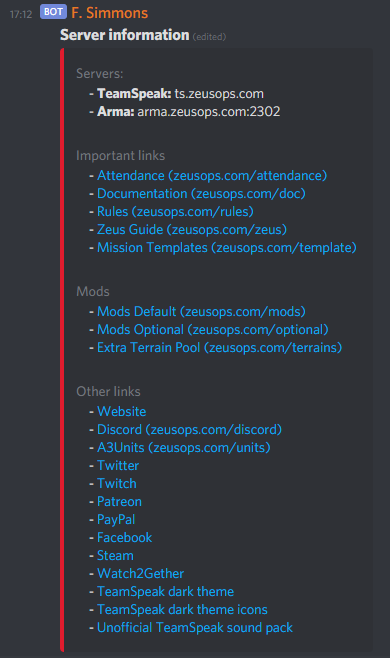 17:12 BOT F. Simmons
Server information (edited)
Servers:
- TeamSpeak: ts.zeusops.com
- Arma: arma.zeusops.com:2302
Important links
- Attendance (zeusops.com/attendance)
- Documentation (zeusops.com/doc)
- Rules (zeusops.com/rules)
- Zeus Guide (zeusops.com/zeus)
- Mission Templates (zeusops.com/template)
Mods
- Mods Default (zeusops.com/mods)
- Mods Optional (zeusops.com/optional)
- Extra Terrain Pool (zeusops.com/terrains)
Other links
- Website
- Discord (zeusops.com/discord)
- A3Units (zeusops.com/units)
- Twitter
- Twitch
- Patreon
- PayPal
- Facebook
- Steam
- Watch2Gether
- TeamSpeak dark theme
- TeamSpeak dark theme icons
- Unofficial TeamSpeak sound pack